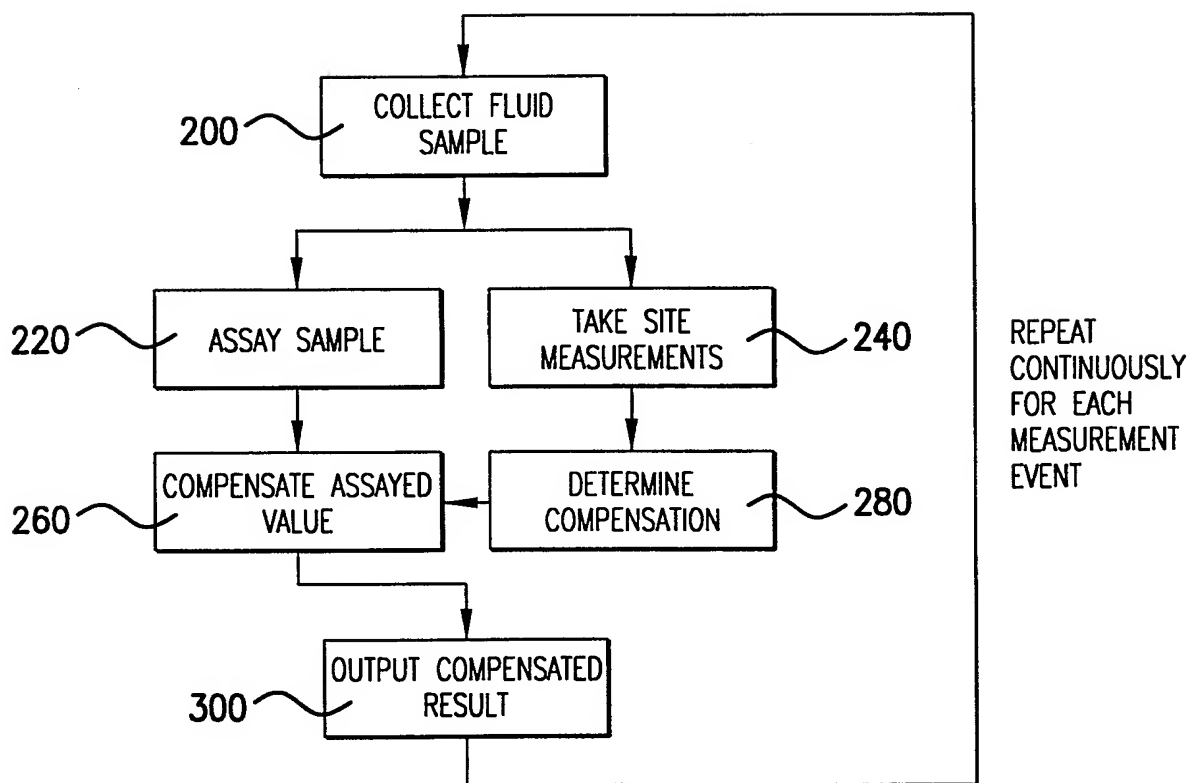 COLLECT FLUID
SAMPLE
200
ASSAY SAMPLE
220
TAKE SITE
MEASUREMENTS
240
REPEAT
CONTINUOUSLY
FOR EACH
MEASUREMENT
EVENT
COMPENSATE ASSAYED
VALUE
260
DETERMINE
COMPENSATION
280
OUTPUT COMPENSATED
RESULT
300